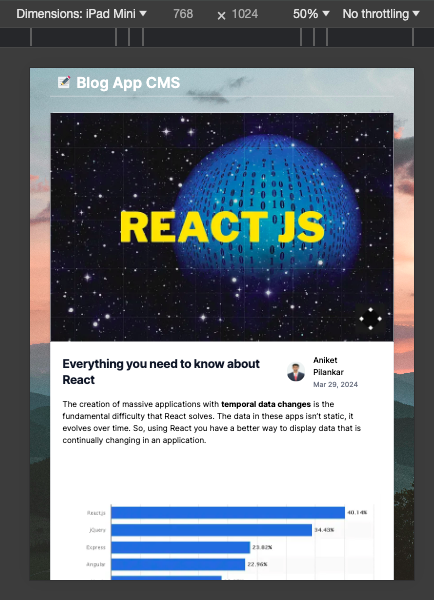 Dimensions: iPad Mini 768 × 1024 50% No throttling
Blog App CMS
REACT JS
Everything you need to know about
React
Aniket
Pilankar
Mar 29, 2024
The creation of massive applications with temporal data changes is the
fundamental difficulty that React solves. The data in these apps isn't static, it
evolves over time. So, using React you have a better way to display data that is
continually changing in an application.
Reactjs 40.14%
jQuery 34.43%
Express 23.82%
Angular 22.96%